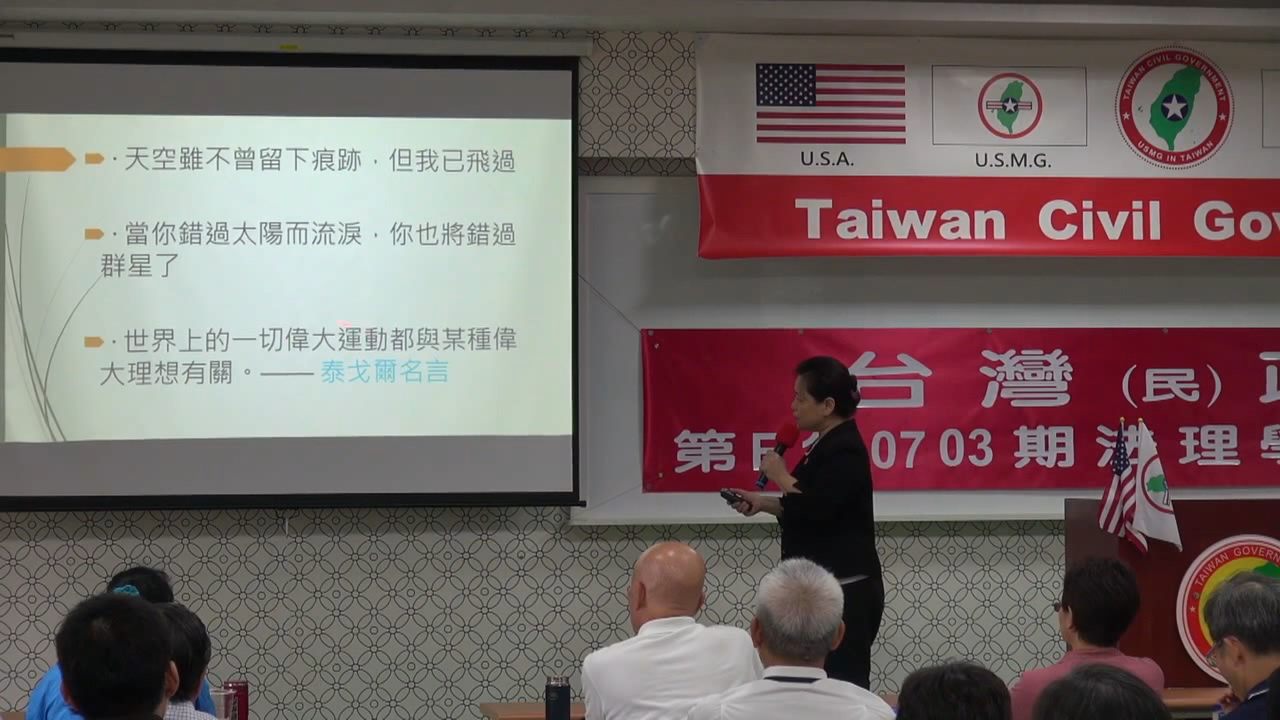 · 天空雖不曾留下痕跡，但我已飛過
· 當你錯過太陽而流淚，你也將錯過
群星了
· 世界上的一切偉大運動都與某種偉
大理想有關。—— 泰戈爾名言
U.S.A.
U.S.M.G.
TAIWAN CIVIL GOVERNMENT
USMG IN TAIWAN
Taiwan Civil Gov
台灣（民）
第 07 03 期 理
TAIWAN GOVERN